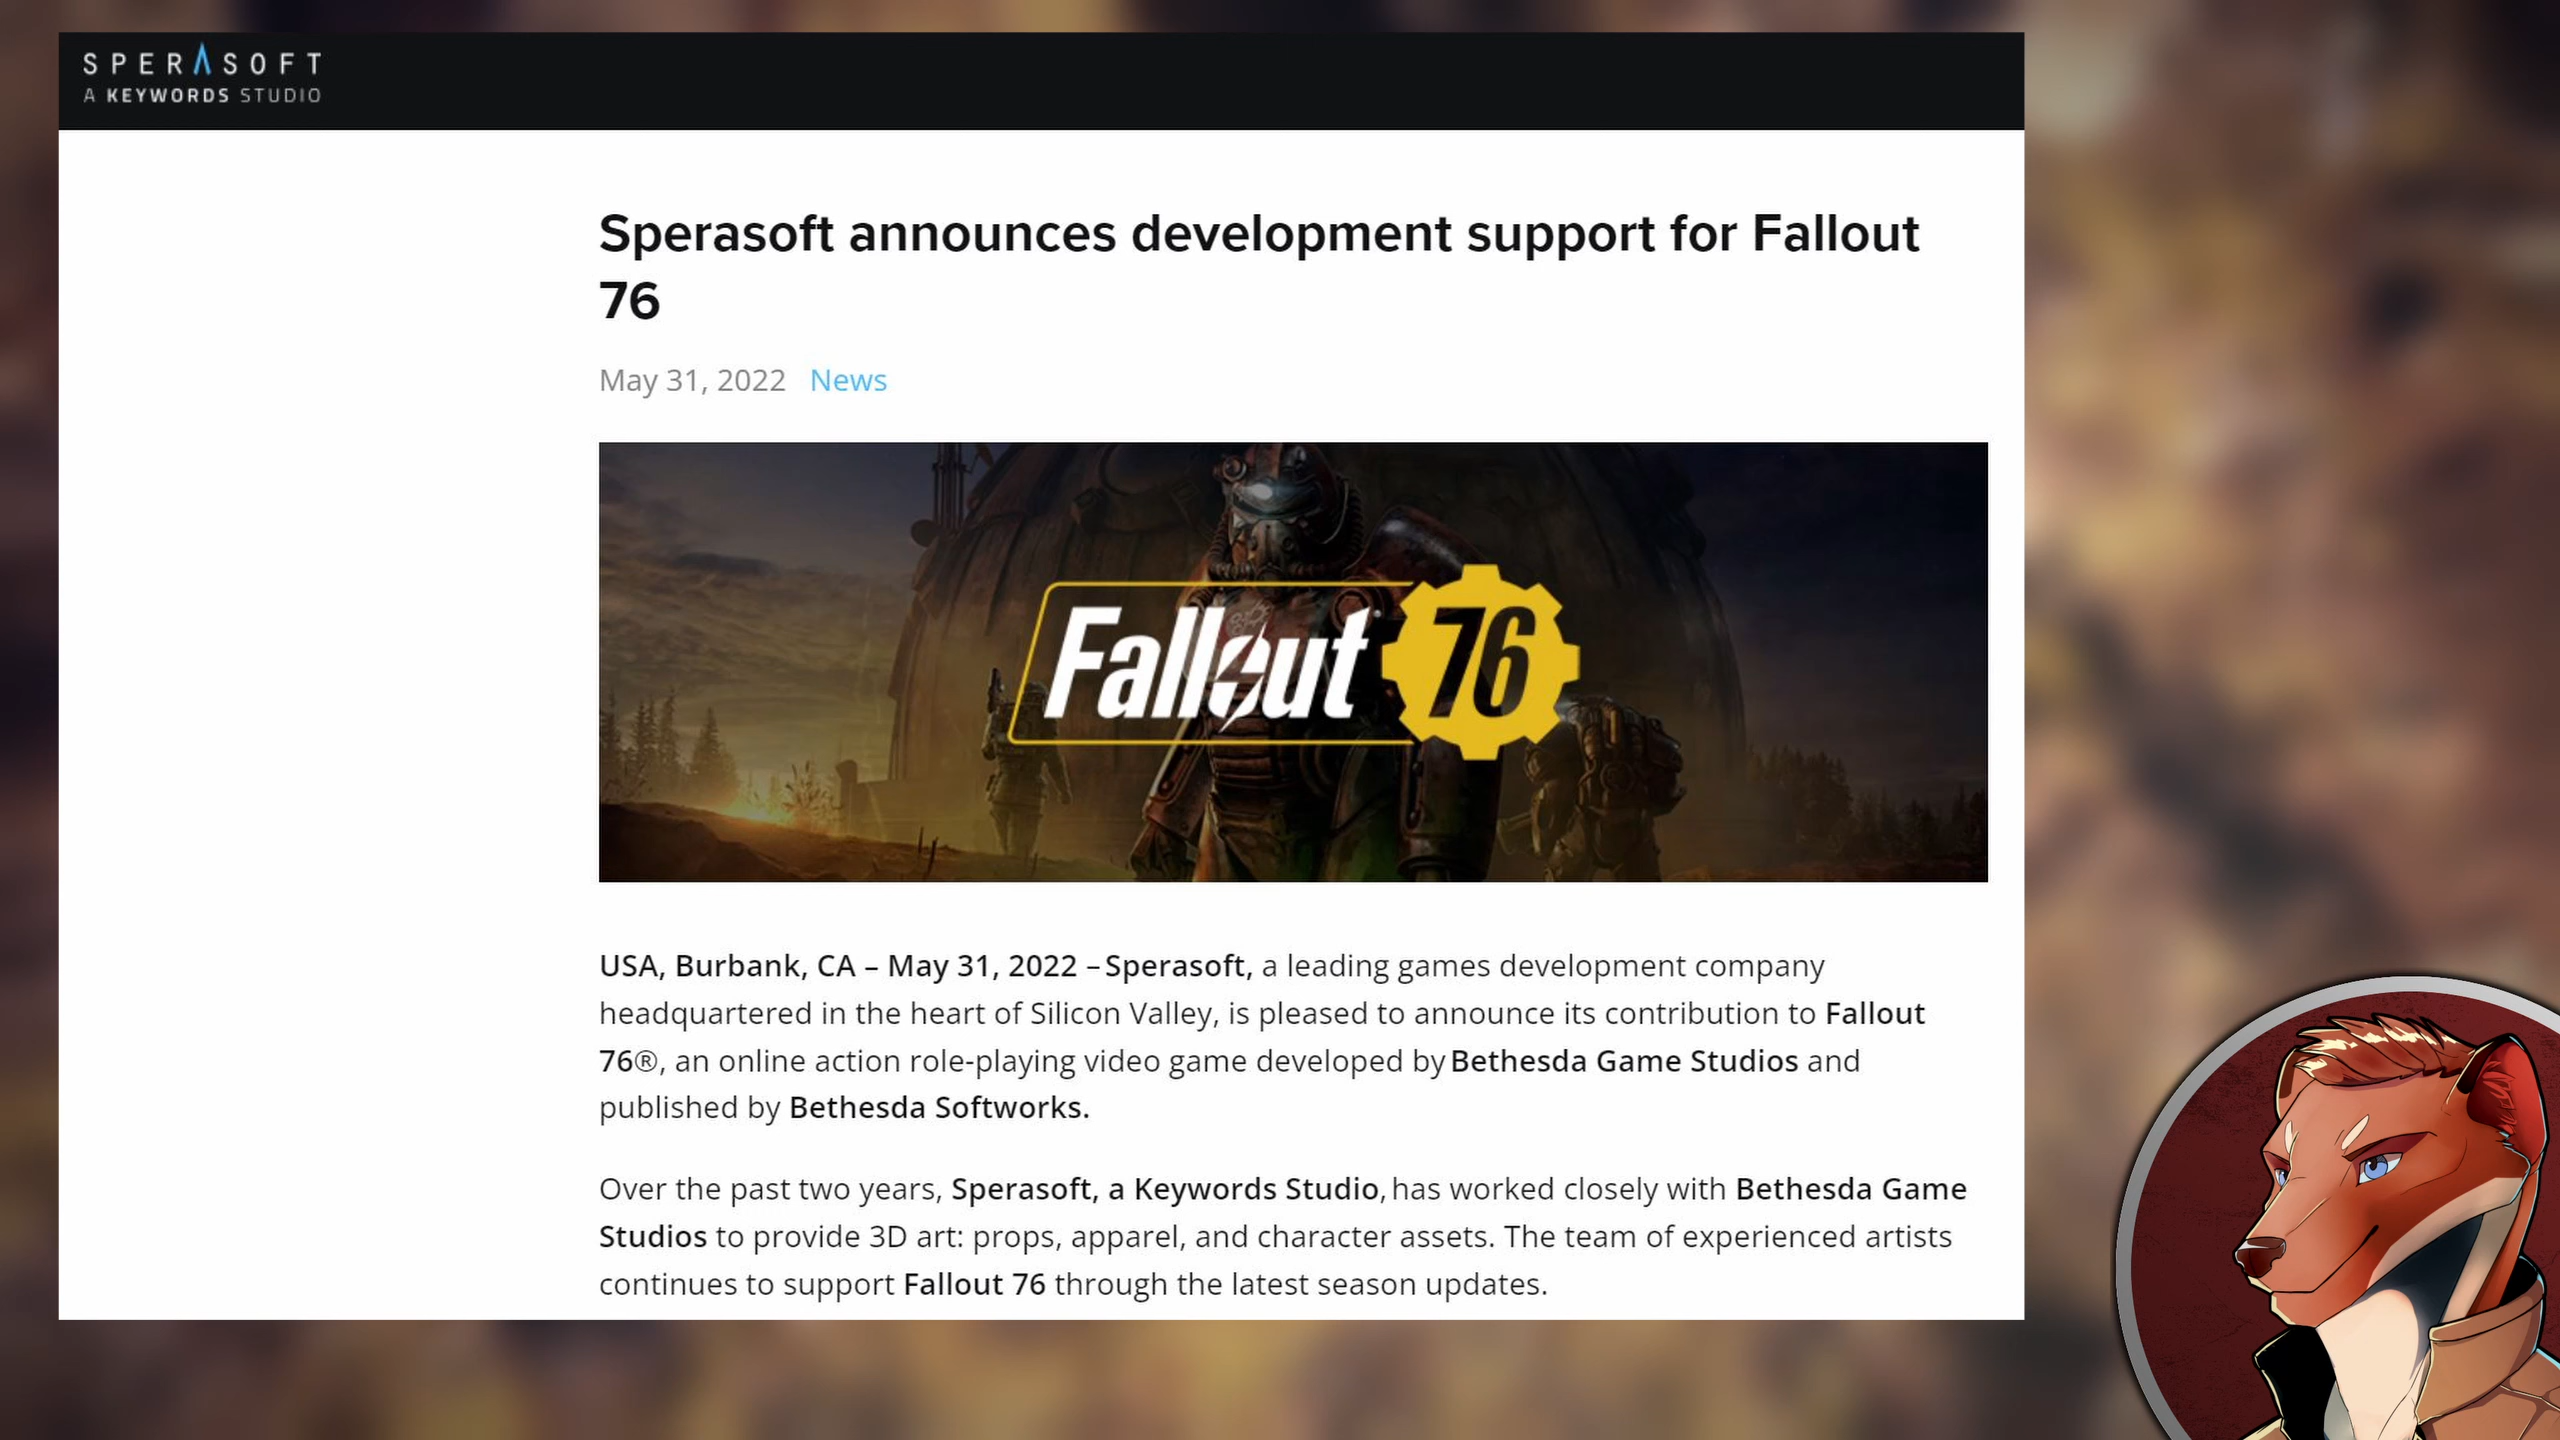 SPERASOFT
A KEYWORDS STUDIO
Sperasoft announces development support for Fallout
76
May 31, 2022 News
Fallout 76
USA, Burbank, CA – May 31, 2022 – Sperasoft, a leading games development company
headquartered in the heart of Silicon Valley, is pleased to announce its contribution to Fallout
76®, an online action role-playing video game developed by Bethesda Game Studios and
published by Bethesda Softworks.
Over the past two years, Sperasoft, a Keywords Studio, has worked closely with Bethesda Game
Studios to provide 3D art: props, apparel, and character assets. The team of experienced artists
continues to support Fallout 76 through the latest season updates.